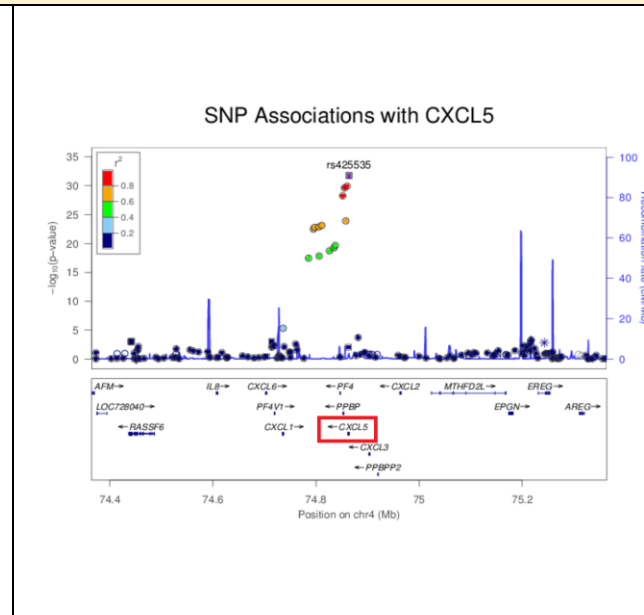 SNP Associations with CXCL5
r²
0.8
0.6
0.4
0.2
rs425535
35
30
25
20
15
10
5
0
−log₁₀(p−value)
100
80
60
40
20
0
AFM→ IL8→ CXCL6→ ←PF4 ←CXCL2 MTHFD2L→ EREG→
LOC728040→ PF4V1→ ←PPBP EPGN→ AREG→
←RASSF6 CXCL1→ ←CXCL5
←CXCL3
←PPBPP2
74.4 74.6 74.8 75 75.2
Position on chr4 (Mb)